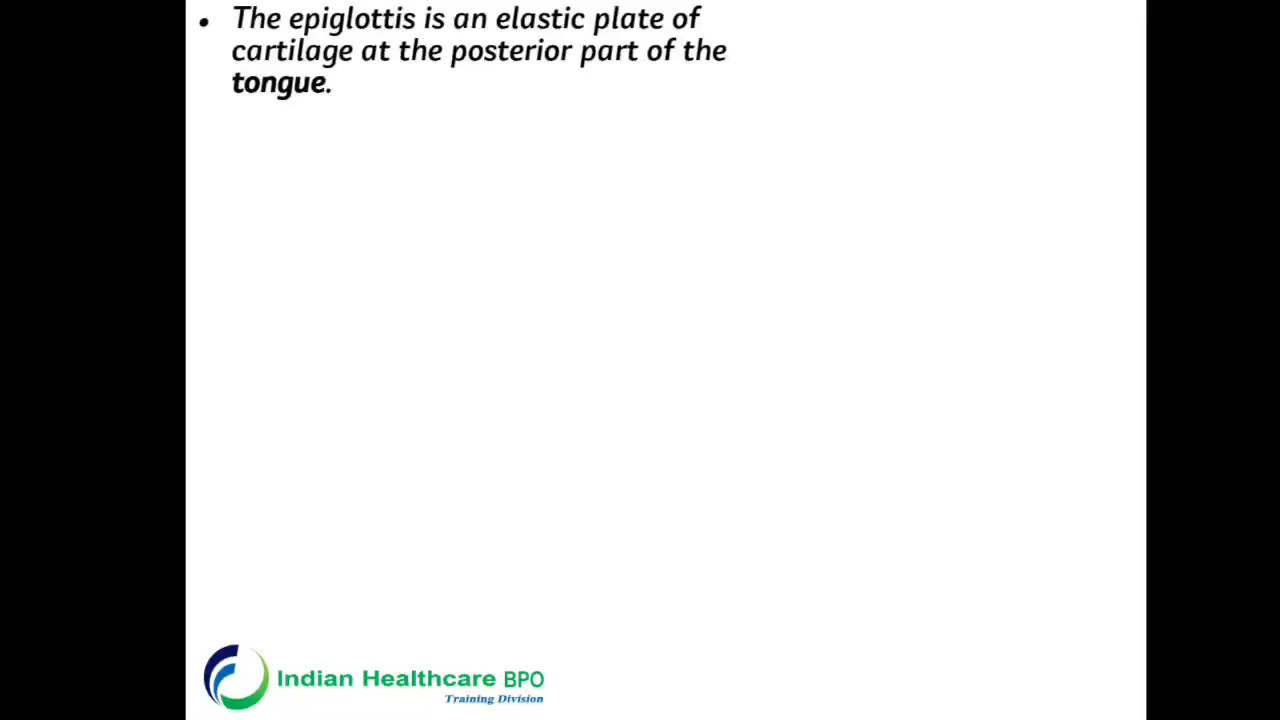 • The epiglottis is an elastic plate of
cartilage at the posterior part of the
tongue.
Indian Healthcare BPO
Training Division